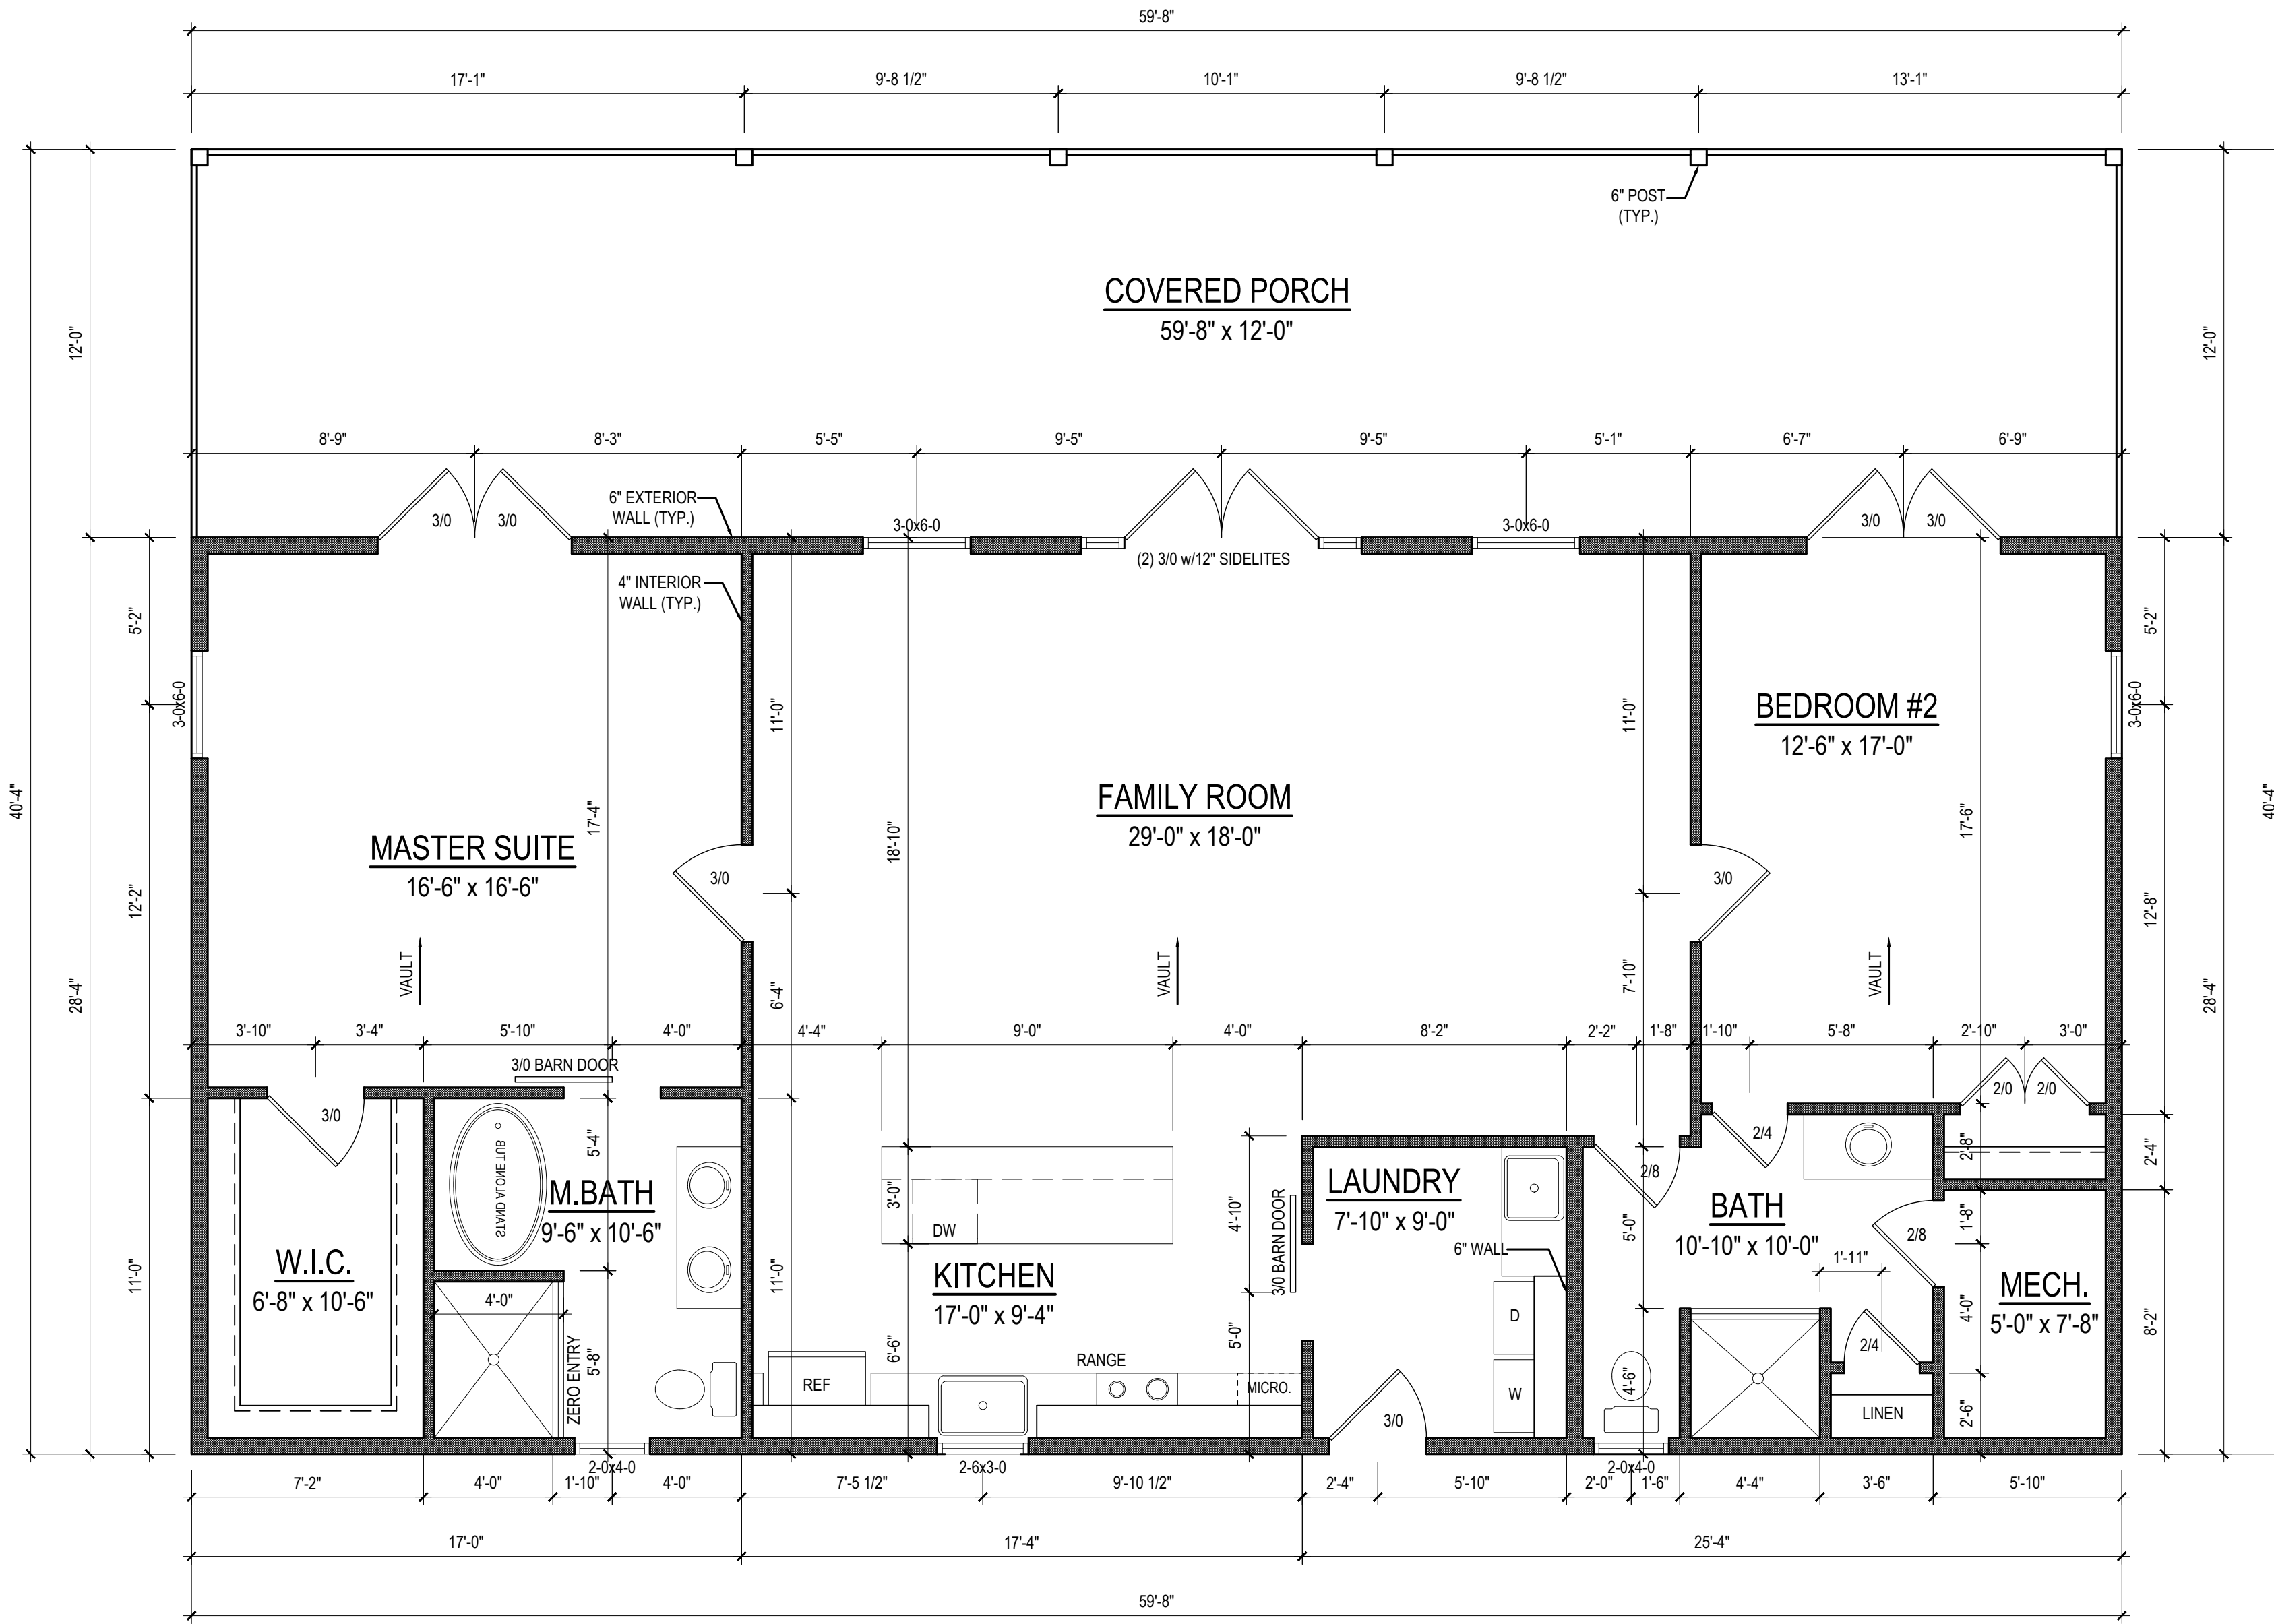 59'-8"
17'-1"
9'-8 1/2"
10'-1"
9'-8 1/2"
13'-1"
6" POST
(TYP.)
COVERED PORCH
59'-8" x 12'-0"
12'-0"
12'-0"
8'-9"
8'-3"
5'-5"
9'-5"
9'-5"
5'-1"
6'-7"
6'-9"
6" EXTERIOR
WALL (TYP.)
3/0
3/0
3-0x6-0
3-0x6-0
3/0
3/0
(2) 3/0 w/12" SIDELITES
4" INTERIOR
WALL (TYP.)
5'-2"
5'-2"
3-0x6-0
3-0x6-0
11'-0"
11'-0"
BEDROOM #2
12'-6" x 17'-0"
40'-4"
40'-4"
17'-4"
18'-10"
17'-6"
FAMILY ROOM
29'-0" x 18'-0"
MASTER SUITE
16'-6" x 16'-6"
3/0
3/0
12'-2"
12'-8"
VAULT
VAULT
VAULT
28'-4"
28'-4"
6'-4"
7'-10"
3'-10"
3'-4"
5'-10"
4'-0"
4'-4"
9'-0"
4'-0"
8'-2"
2'-2"
1'-8"
1'-10"
5'-8"
2'-10"
3'-0"
3/0 BARN DOOR
2/0
2/0
3/0
2/4
5'-4"
2'-8"
2'-4"
STAND ALONE TUB
M.BATH
9'-6" x 10'-6"
3'-0"
DW
4'-10"
3/0 BARN DOOR
LAUNDRY
7'-10" x 9'-0"
2/8
6" WALL
5'-0"
BATH
10'-10" x 10'-0"
1'-8"
2/8
1'-11"
W.I.C.
6'-8" x 10'-6"
11'-0"
11'-0"
KITCHEN
17'-0" x 9'-4"
4'-0"
D
4'-0"
MECH.
5'-0" x 7'-8"
8'-2"
5'-8"
ZERO ENTRY
6'-6"
5'-0"
RANGE
REF
MICRO.
W
3/0
4'-6"
2/4
LINEN
2'-6"
2-0x4-0
2-6x3-0
2-0x4-0
7'-2"
4'-0"
1'-10"
4'-0"
7'-5 1/2"
9'-10 1/2"
2'-4"
5'-10"
2'-0"
1'-6"
4'-4"
3'-6"
5'-10"
17'-0"
17'-4"
25'-4"
59'-8"